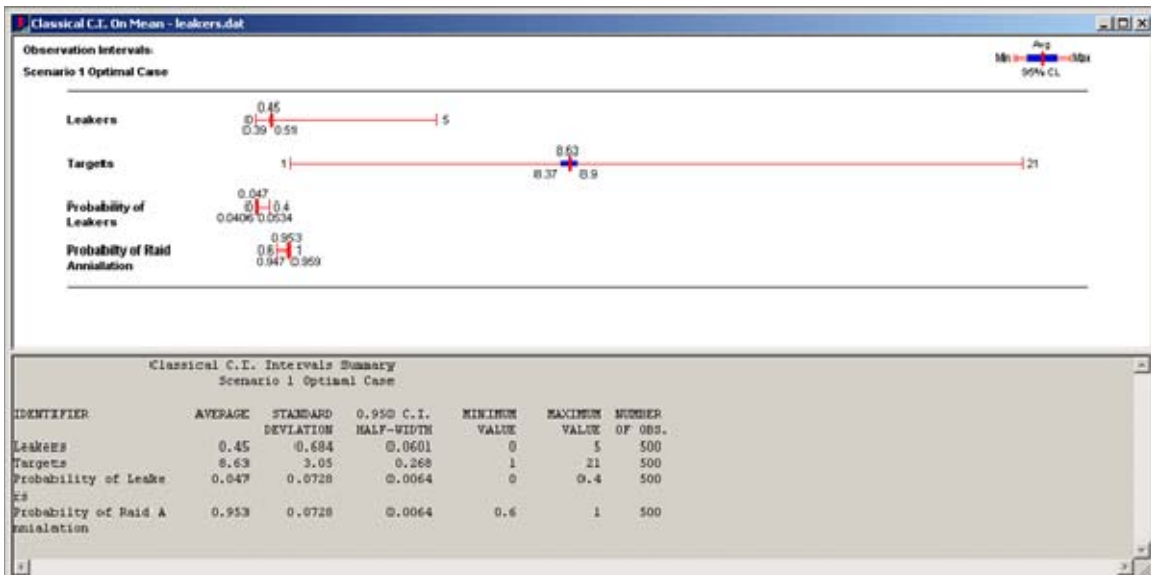 Classical C.I. On Mean - leakers.dat
Observation Intervals
Scenario 1 Optimal Case
Avg
Min Max
95% CL
Leakers
0.45
0 5
0.39 0.511
Targets
8.63
1 21
8.37 8.9
Probability of
Leakers
0.047
0 0.4
0.0406 0.0534
Probabilty of Raid
Annialation
0.953
0.6 1
0.947 0.959
Classical C.I. Intervals Summary
Scenario 1 Optimal Case
IDENTIFIER AVERAGE STANDARD 0.950 C.I. MINIMUM MAXIMUM NUMBER
DEVIATION HALF-WIDTH VALUE VALUE OF OBS.
Leakers 0.45 0.684 0.0601 0 5 500
Targets 8.63 3.05 0.268 1 21 500
Probability of Leake 0.047 0.0728 0.0064 0 0.4 500
rs
Probabilty of Raid A 0.953 0.0728 0.0064 0.6 1 500
nnialation